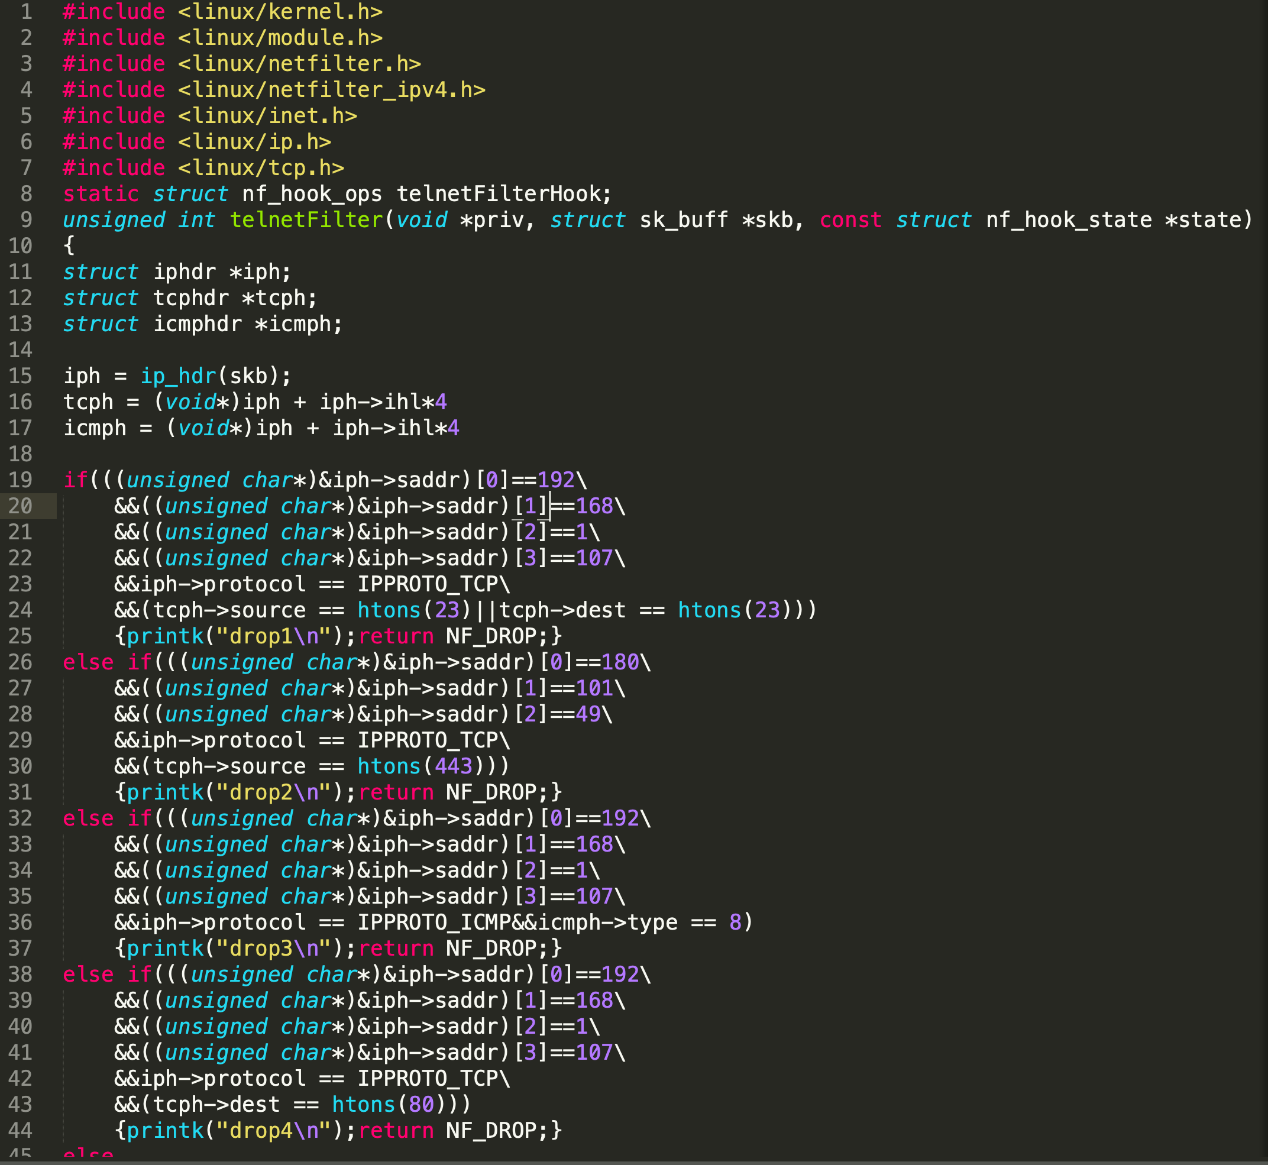 1 #include <linux/kernel.h>
2 #include <linux/module.h>
3 #include <linux/netfilter.h>
4 #include <linux/netfilter_ipv4.h>
5 #include <linux/inet.h>
6 #include <linux/ip.h>
7 #include <linux/tcp.h>
8 static struct nf_hook_ops telnetFilterHook;
9 unsigned int telnetFilter(void *priv, struct sk_buff *skb, const struct nf_hook_state *state)
10 {
11 struct iphdr *iph;
12 struct tcphdr *tcph;
13 struct icmphdr *icmph;
14
15 iph = ip_hdr(skb);
16 tcph = (void*)iph + iph->ihl*4
17 icmph = (void*)iph + iph->ihl*4
18
19 if(((unsigned char*)&iph->saddr)[0]==192\
20 &&((unsigned char*)&iph->saddr)[1]==168\
21 &&((unsigned char*)&iph->saddr)[2]==1\
22 &&((unsigned char*)&iph->saddr)[3]==107\
23 &&iph->protocol == IPPROTO_TCP\
24 &&(tcph->source == htons(23)||tcph->dest == htons(23)))
25 {printk("drop1\n");return NF_DROP;}
26 else if(((unsigned char*)&iph->saddr)[0]==180\
27 &&((unsigned char*)&iph->saddr)[1]==101\
28 &&((unsigned char*)&iph->saddr)[2]==49\
29 &&iph->protocol == IPPROTO_TCP\
30 &&(tcph->source == htons(443)))
31 {printk("drop2\n");return NF_DROP;}
32 else if(((unsigned char*)&iph->saddr)[0]==192\
33 &&((unsigned char*)&iph->saddr)[1]==168\
34 &&((unsigned char*)&iph->saddr)[2]==1\
35 &&((unsigned char*)&iph->saddr)[3]==107\
36 &&iph->protocol == IPPROTO_ICMP&&icmph->type == 8)
37 {printk("drop3\n");return NF_DROP;}
38 else if(((unsigned char*)&iph->saddr)[0]==192\
39 &&((unsigned char*)&iph->saddr)[1]==168\
40 &&((unsigned char*)&iph->saddr)[2]==1\
41 &&((unsigned char*)&iph->saddr)[3]==107\
42 &&iph->protocol == IPPROTO_TCP\
43 &&(tcph->dest == htons(80)))
44 {printk("drop4\n");return NF_DROP;}
45 else